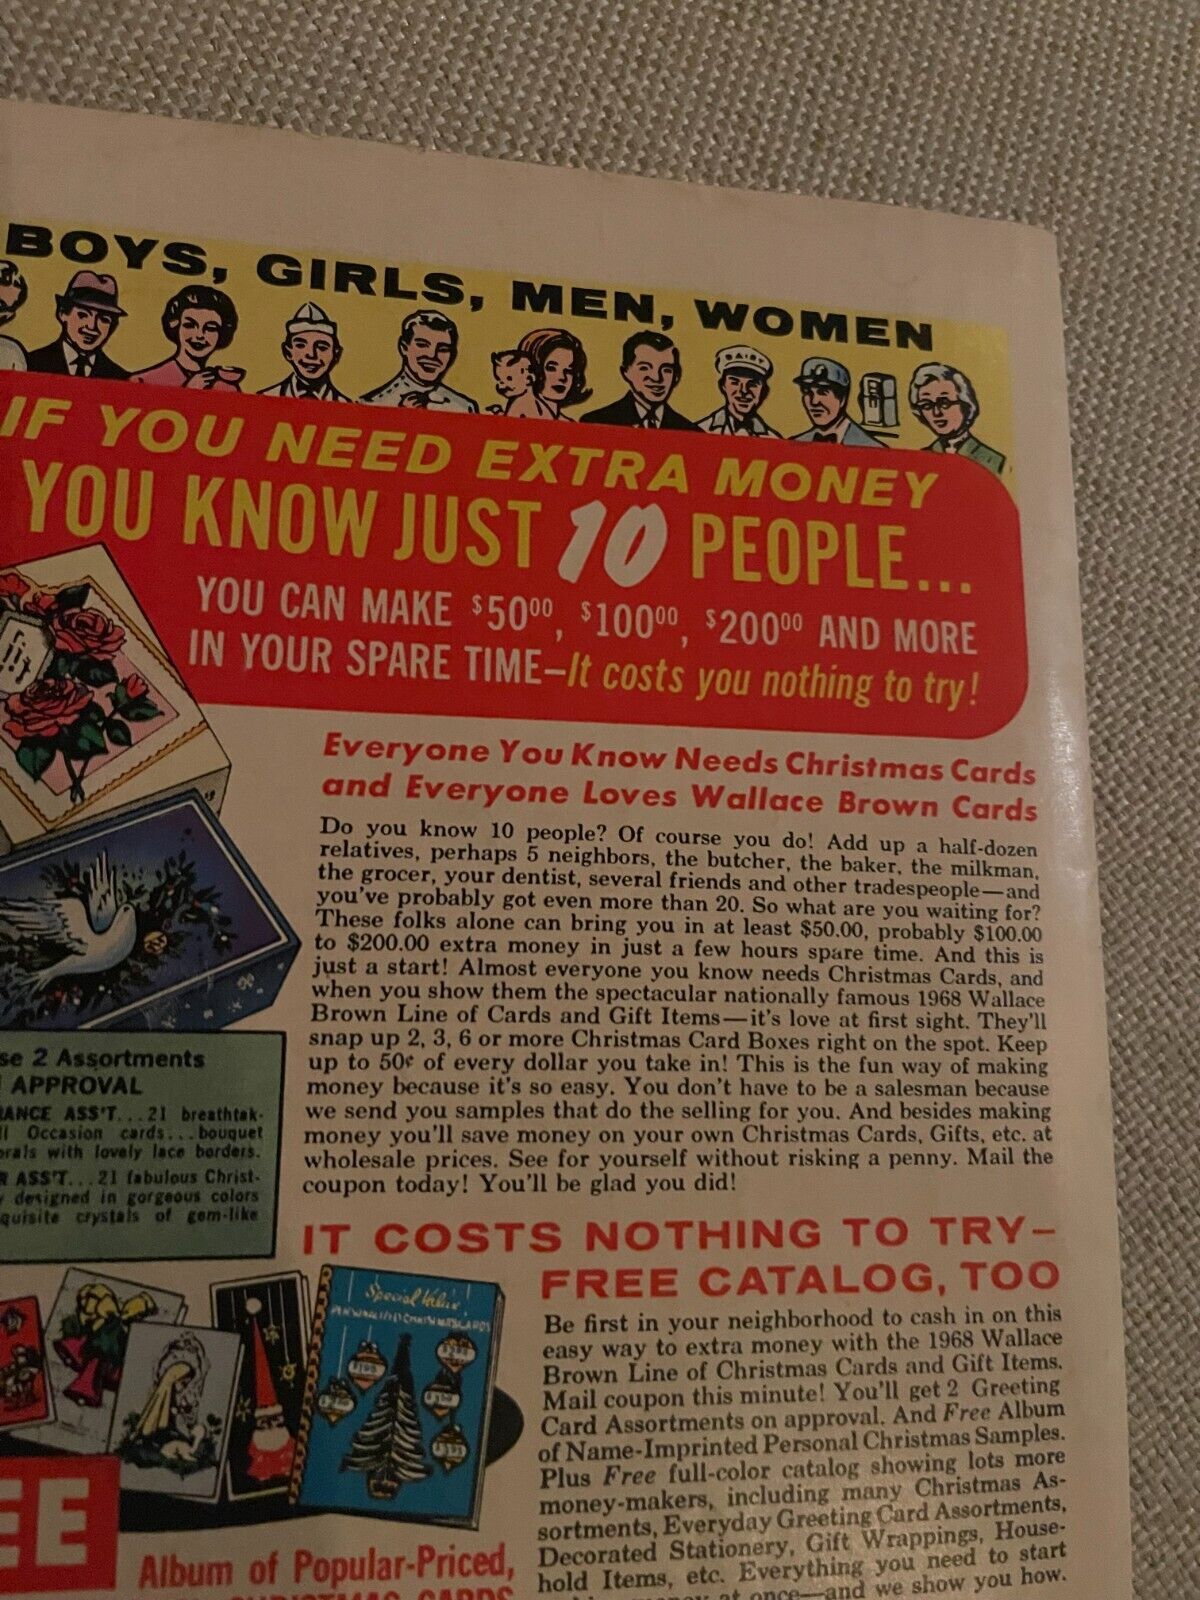 BOYS, GIRLS, MEN, WOMEN
DAIRY
IF YOU NEED EXTRA MONEY
YOU KNOW JUST 10 PEOPLE...
YOU CAN MAKE $50⁰⁰, $100⁰⁰, $200⁰⁰ AND MORE
IN YOUR SPARE TIME—It costs you nothing to try!
Everyone You Know Needs Christmas Cards
and Everyone Loves Wallace Brown Cards
Do you know 10 people? Of course you do! Add up a half-dozen
relatives, perhaps 5 neighbors, the butcher, the baker, the milkman,
the grocer, your dentist, several friends and other tradespeople—and
you've probably got even more than 20. So what are you waiting for?
These folks alone can bring you in at least $50.00, probably $100.00
to $200.00 extra money in just a few hours spare time. And this is
just a start! Almost everyone you know needs Christmas Cards, and
when you show them the spectacular nationally famous 1968 Wallace
Brown Line of Cards and Gift Items—it's love at first sight. They'll
snap up 2, 3, 6 or more Christmas Card Boxes right on the spot. Keep
up to 50¢ of every dollar you take in! This is the fun way of making
money because it's so easy. You don't have to be a salesman because
we send you samples that do the selling for you. And besides making
money you'll save money on your own Christmas Cards, Gifts, etc. at
wholesale prices. See for yourself without risking a penny. Mail the
coupon today! You'll be glad you did!
se 2 Assortments
APPROVAL
RANCE ASS'T...21 breathtak-
ll Occasion cards...bouquet
orals with lovely lace borders.
R ASS'T...21 fabulous Christ-
y designed in gorgeous colors
quisite crystals of gem-like
IT COSTS NOTHING TO TRY—
FREE CATALOG, TOO
Be first in your neighborhood to cash in on this
easy way to extra money with the 1968 Wallace
Brown Line of Christmas Cards and Gift Items.
Mail coupon this minute! You'll get 2 Greeting
Card Assortments on approval. And Free Album
of Name-Imprinted Personal Christmas Samples.
Plus Free full-color catalog showing lots more
money-makers, including many Christmas As-
sortments, Everyday Greeting Card Assortments,
Decorated Stationery, Gift Wrappings, House-
hold Items, etc. Everything you need to start
money at once—and we show you how.
Special Value
EE
Album of Popular-Priced,
CHRISTMAS CARDS